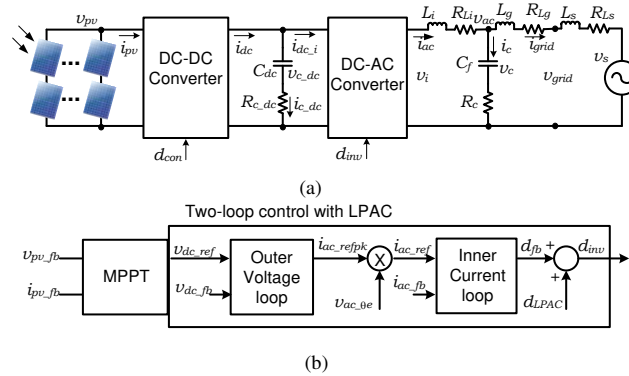 v_pv
i_pv
DC-DC
Converter
d_con
i_dc
i_dc_i
C_dc
v_c_dc
R_c_dc
i_c_dc
DC-AC
Converter
d_inv
L_i
R_Li
v_ac
i_ac
v_i
L_g
R_Lg
i_c
i_grid
C_f
v_c
R_c
v_grid
L_s
R_Ls
v_s
(a)
Two-loop control with LPAC
v_pv_fb
i_pv_fb
MPPT
v_dc_ref
v_dc_fb
Outer
Voltage
loop
i_ac_refpk
X
v_ac_θe
i_ac_ref
i_ac_fb
Inner
Current
loop
d_fb
+
+
d_LPAC
d_inv
(b)